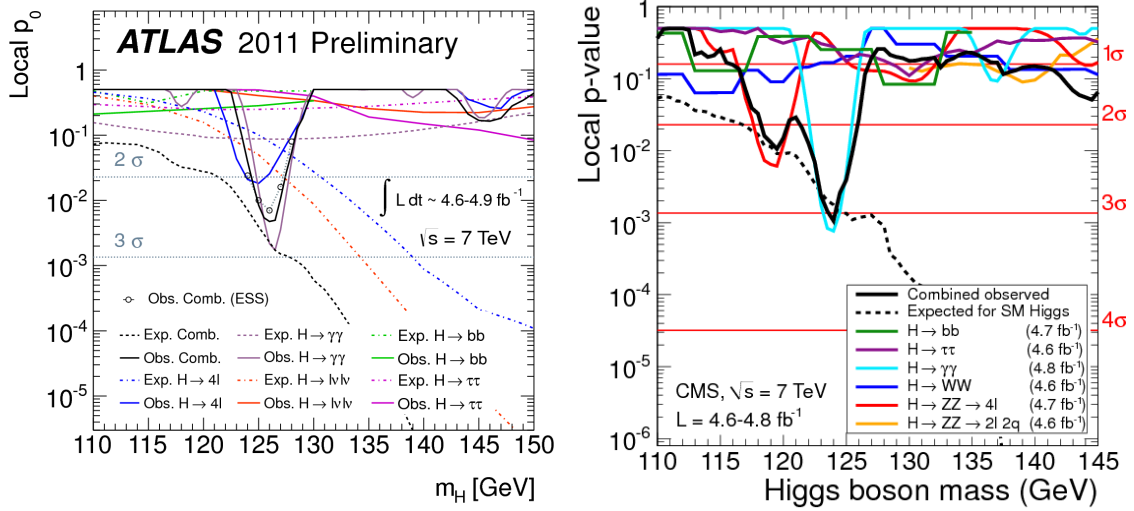 ATLAS 2011 Preliminary
Local p0
1
10⁻¹
10⁻²
10⁻³
10⁻⁴
10⁻⁵
2 σ
3 σ
∫ L dt ~ 4.6-4.9 fb⁻¹
√s = 7 TeV
Obs. Comb. (ESS)
Exp. Comb. Exp. H→γγ Exp. H→bb
Obs. Comb. Obs. H→γγ Obs. H→bb
Exp. H→4l Exp. H→lνlν Exp. H→ττ
Obs. H→4l Obs. H→lνlν Obs. H→ττ
110 115 120 125 130 135 140 145 150
mH [GeV]
Local p-value
1
10⁻¹
10⁻²
10⁻³
10⁻⁴
10⁻⁵
10⁻⁶
1σ
2σ
3σ
4σ
Combined observed
Expected for SM Higgs
H→bb (4.7 fb⁻¹)
H→ττ (4.6 fb⁻¹)
H→γγ (4.8 fb⁻¹)
H→WW (4.6 fb⁻¹)
H→ZZ→4l (4.7 fb⁻¹)
H→ZZ→2l 2q (4.6 fb⁻¹)
CMS, √s = 7 TeV
L = 4.6-4.8 fb⁻¹
110 115 120 125 130 135 140 145
Higgs boson mass (GeV)